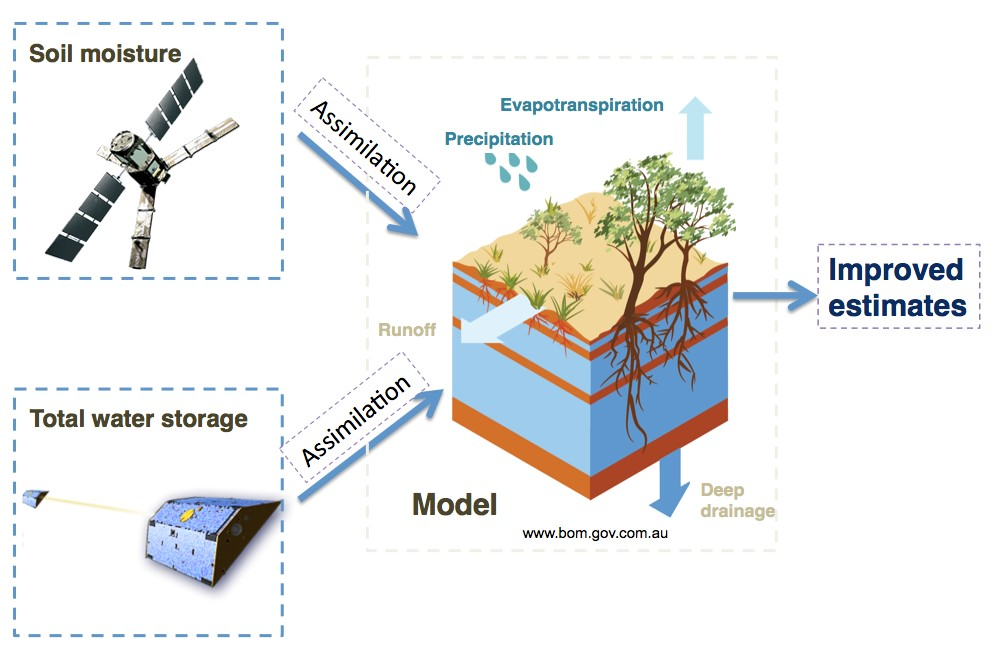 Soil moisture
Assimilation
Evapotranspiration
Precipitation
Improved
estimates
Runoff
Total water storage
Assimilation
Model
Deep
drainage
www.bom.gov.au